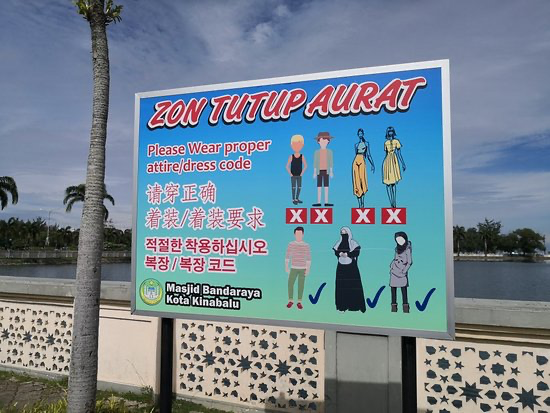 ZON TUTUP AURAT
Please Wear proper
attire/dress code
请穿正确
着装/着装要求
적절한 착용하십시오
복장 / 복장 코드
Masjid Bandaraya
Kota Kinabalu
X X X X